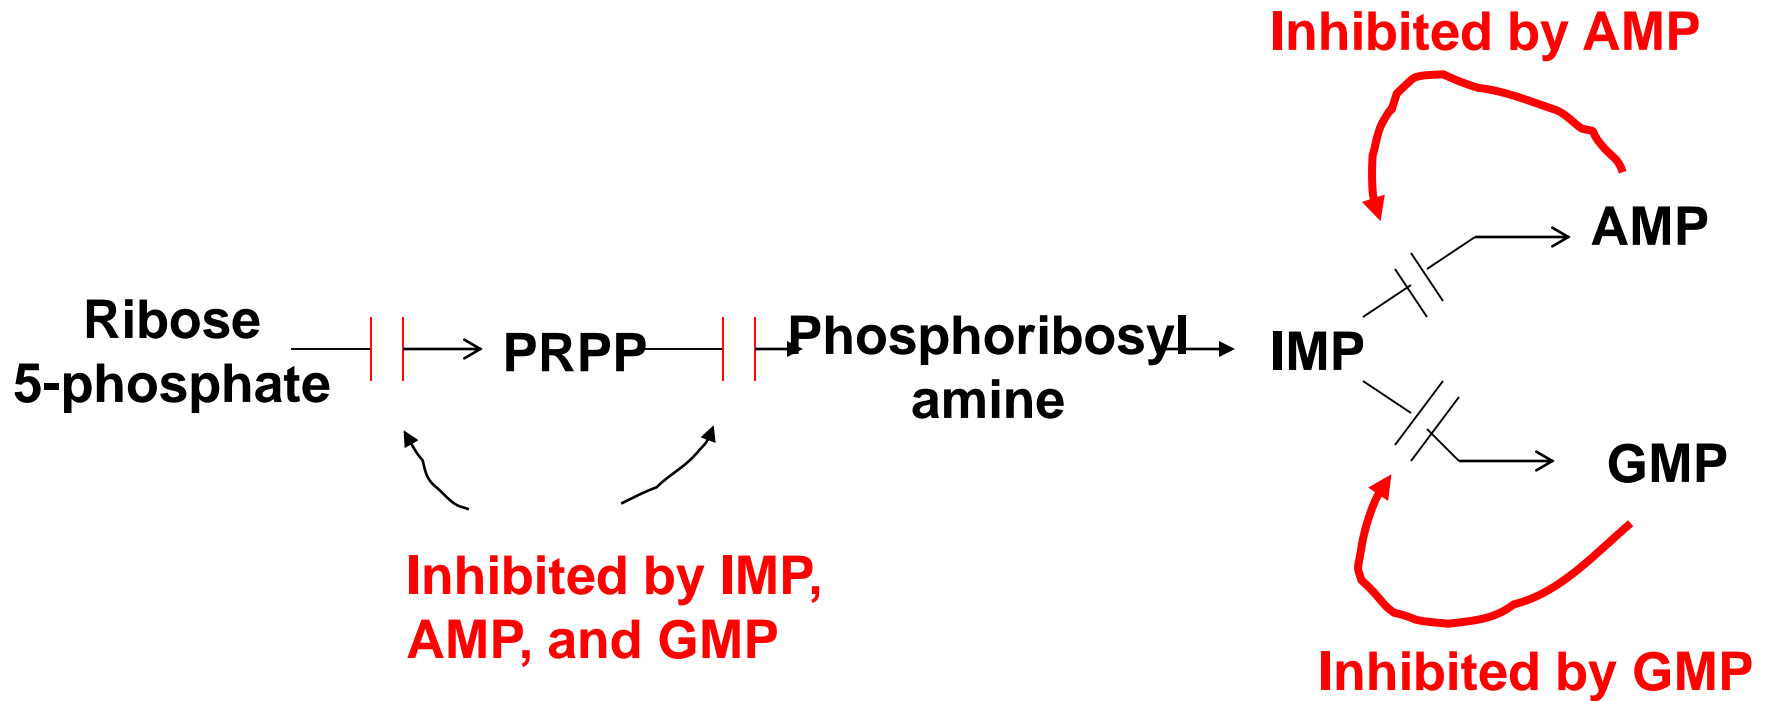 Inhibited by AMP
AMP
Ribose
5-phosphate
PRPP
Phosphoribosyl
amine
IMP
GMP
Inhibited by IMP,
AMP, and GMP
Inhibited by GMP